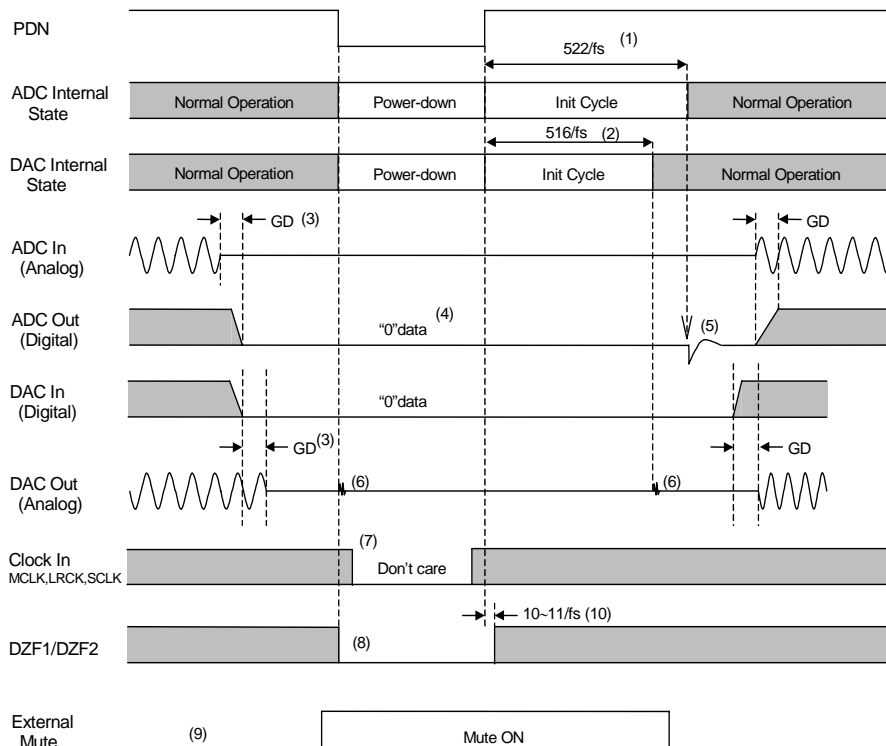 PDN
522/fs (1)
ADC Internal
State
Normal Operation Power-down Init Cycle Normal Operation
516/fs (2)
DAC Internal
State
Normal Operation Power-down Init Cycle Normal Operation
GD (3) GD
ADC In
(Analog)
ADC Out
(Digital)
"0"data (4) (5)
DAC In
(Digital)
"0"data
GD (3) GD
DAC Out
(Analog)
(6) (6)
Clock In
MCLK,LRCK,SCLK
(7)
Don't care
10~11/fs (10)
DZF1/DZF2
(8)
External
Mute
(9)
Mute ON